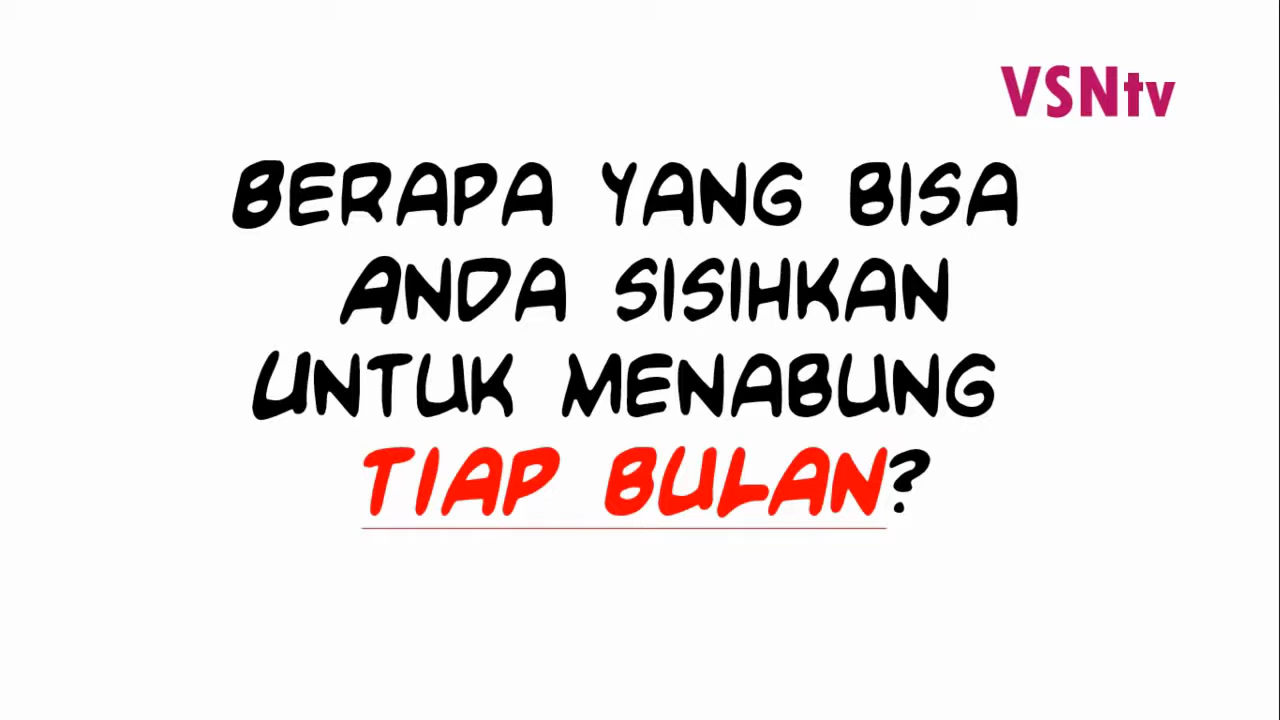 VSNtv
Berapa yang bisa
Anda sisihkan
Untuk menabung
tiap bulan?